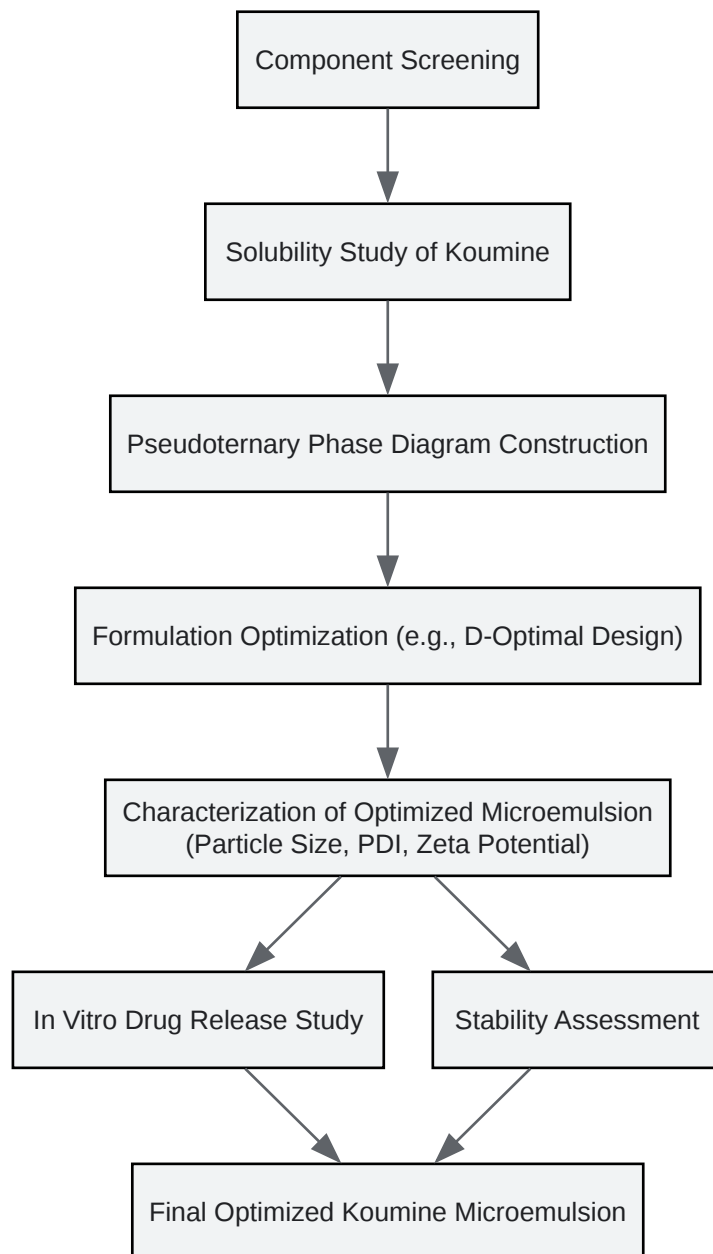 Component Screening
Solubility Study of Koumine
Pseudoternary Phase Diagram Construction
Formulation Optimization (e.g., D-Optimal Design)
Characterization of Optimized Microemulsion
(Particle Size, PDI, Zeta Potential)
In Vitro Drug Release Study
Stability Assessment
Final Optimized Koumine Microemulsion